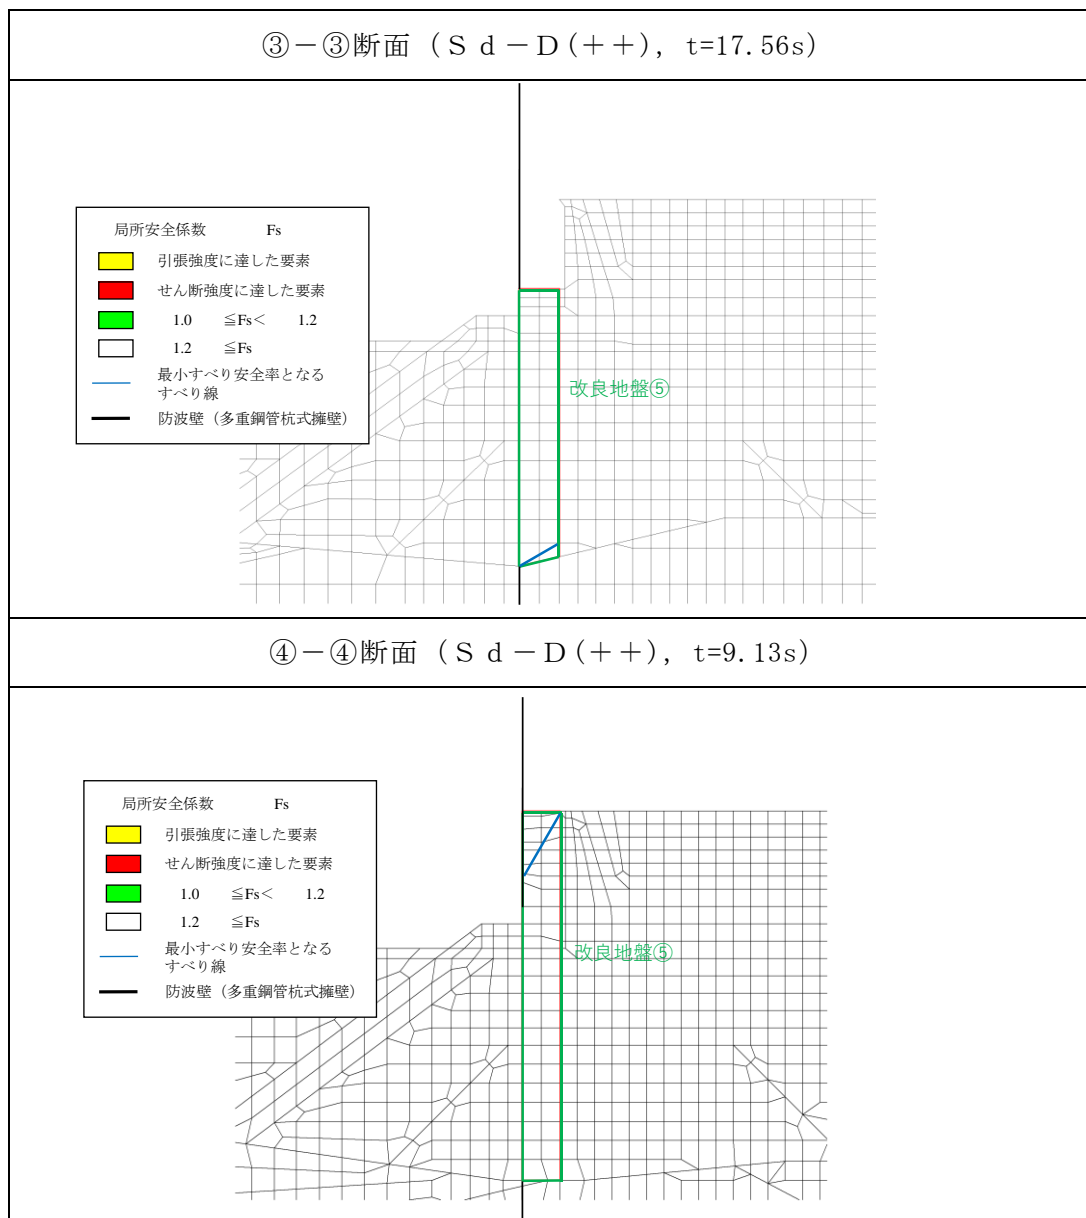 ③－③断面（Ｓｄ－Ｄ(＋＋), t=17.56s）
局所安全係数 Fs
引張強度に達した要素
せん断強度に達した要素
1.0 ≦Fs＜ 1.2
1.2 ≦Fs
最小すべり安全率となる
すべり線
防波壁（多重鋼管杭式擁壁）
改良地盤⑤
④－④断面（Ｓｄ－Ｄ(＋＋), t=9.13s）
局所安全係数 Fs
引張強度に達した要素
せん断強度に達した要素
1.0 ≦Fs＜ 1.2
1.2 ≦Fs
最小すべり安全率となる
すべり線
防波壁（多重鋼管杭式擁壁）
改良地盤⑤